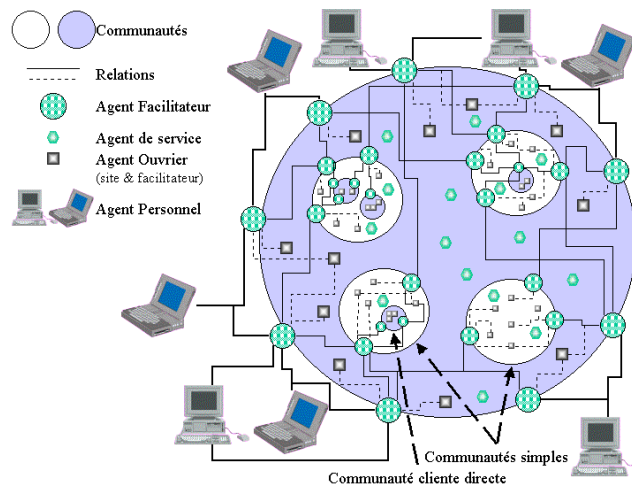 Communautés
Relations
Agent Facilitateur
Agent de service
Agent Ouvrier
(site & facilitateur)
Agent Personnel
Communautés simples
Communauté cliente directe